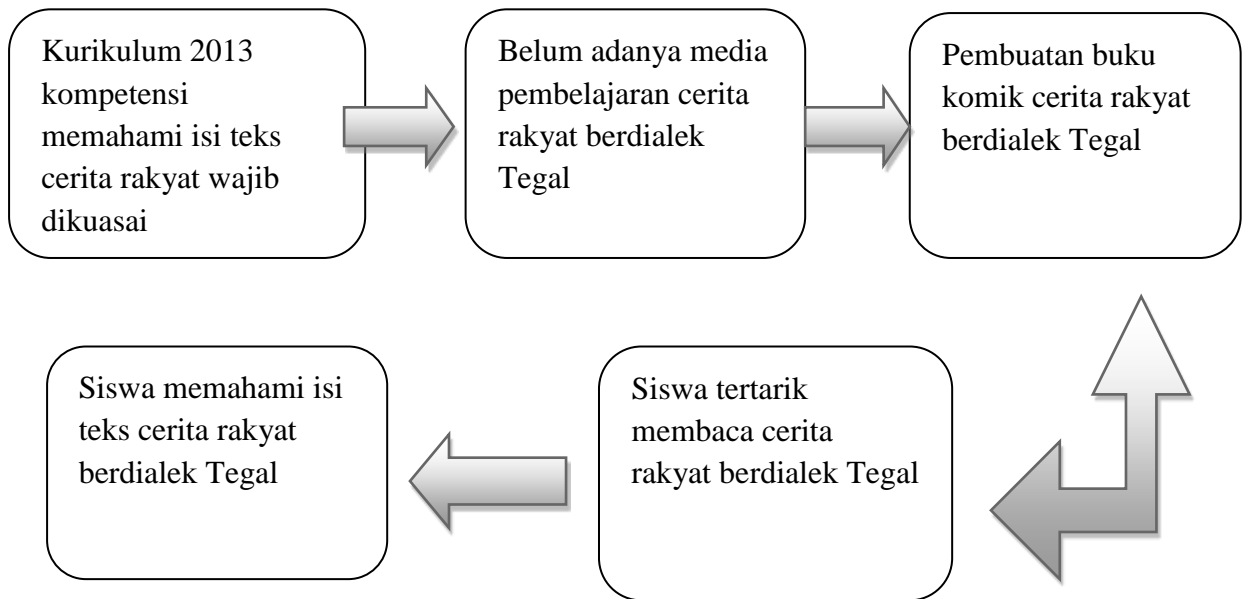 Kurikulum 2013
kompetensi
memahami isi teks
cerita rakyat wajib
dikuasai
Belum adanya media
pembelajaran cerita
rakyat berdialek
Tegal
Pembuatan buku
komik cerita rakyat
berdialek Tegal
Siswa tertarik
membaca cerita
rakyat berdialek Tegal
Siswa memahami isi
teks cerita rakyat
berdialek Tegal